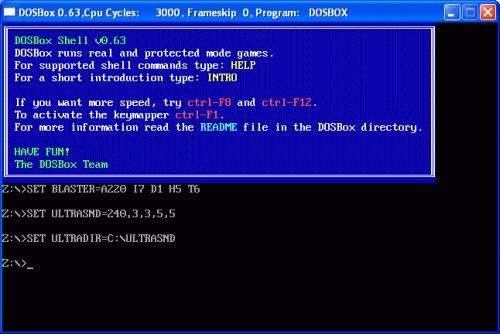 DOSBox 0.63,Cpu Cycles: 3000, Frameskip 0, Program: DOSBOX
DOSBox Shell v0.63
DOSBox runs real and protected mode games.
For supported shell commands type: HELP
For a short introduction type: INTRO
If you want more speed, try ctrl-F8 and ctrl-F12.
To activate the keymapper ctrl-F1.
For more information read the README file in the DOSBox directory.
HAVE FUN!
The DOSBox Team
Z:\>SET BLASTER=A220 I7 D1 H5 T6
Z:\>SET ULTRASND=240,3,3,5,5
Z:\>SET ULTRADIR=C:\ULTRASND
Z:\>_